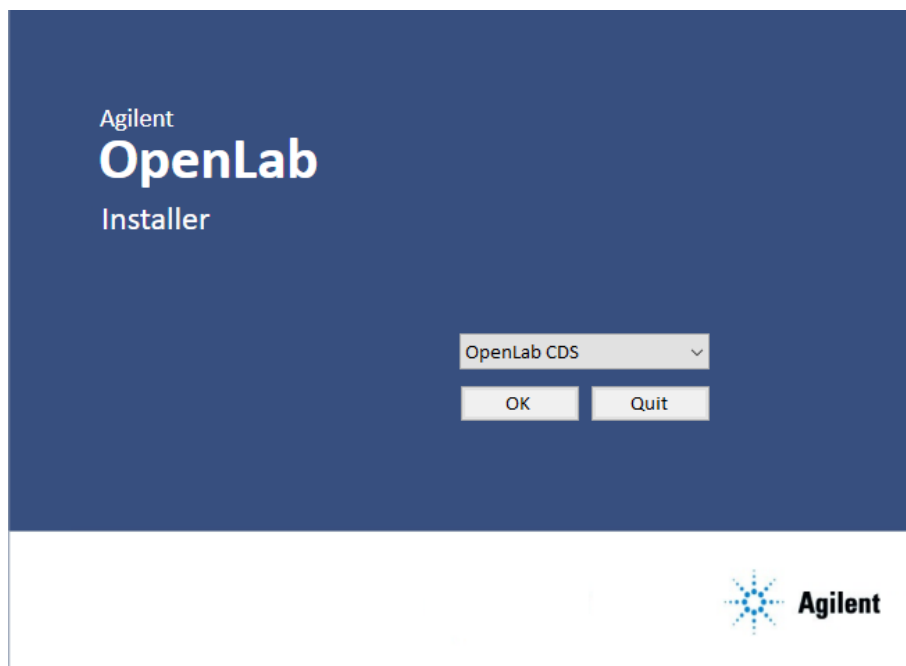 Agilent
OpenLab
Installer
OpenLab CDS
OK Quit
Agilent